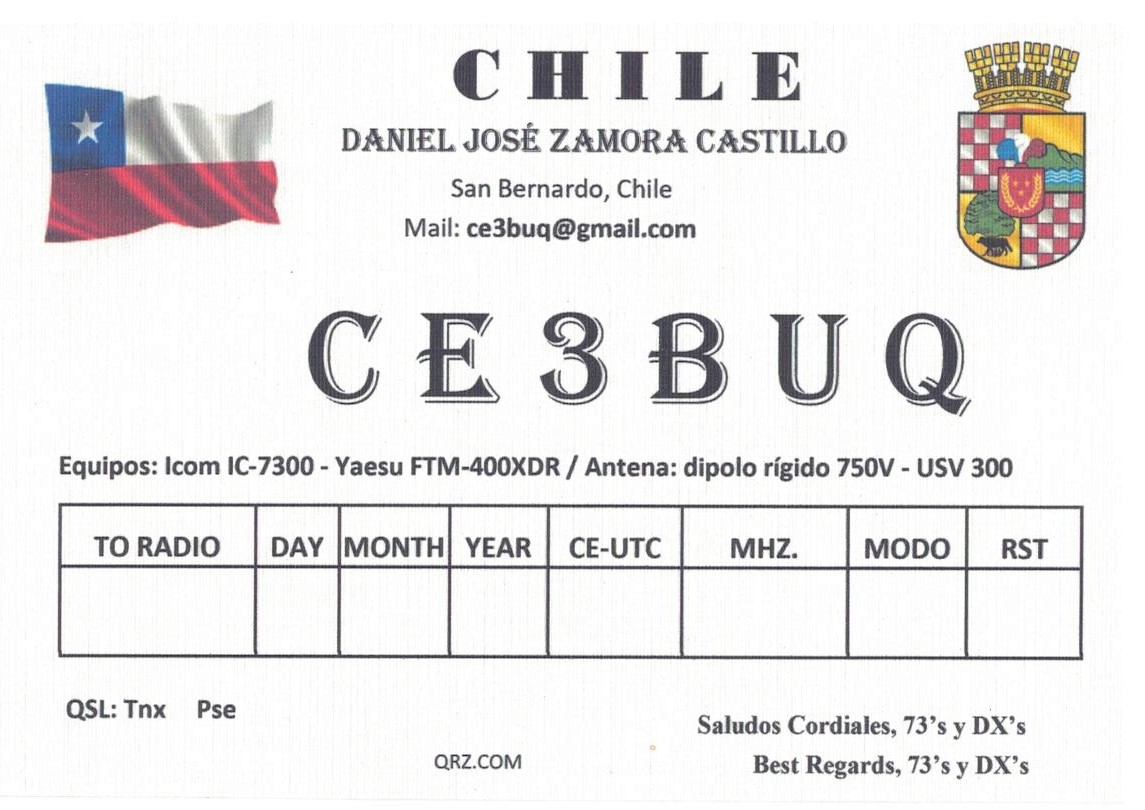 CHILE
DANIEL JOSÉ ZAMORA CASTILLO
San Bernardo, Chile
Mail: ce3buq@gmail.com
CE3BUQ
Equipos: Icom IC-7300 - Yaesu FTM-400XDR / Antena: dipolo rígido 750V - USV 300
TO RADIO DAY MONTH YEAR CE-UTC MHZ. MODO RST
QSL: Tnx Pse
Saludos Cordiales, 73's y DX's
QRZ.COM
Best Regards, 73's y DX's